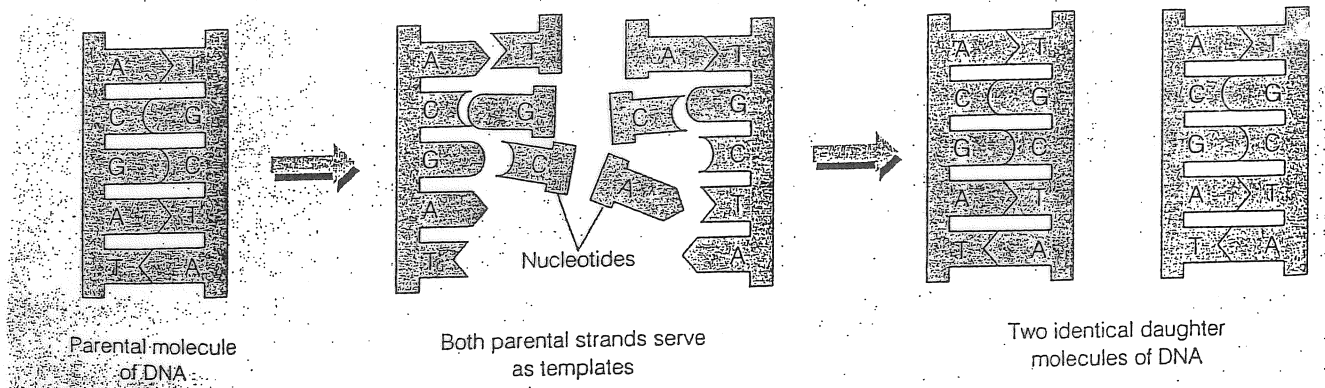 A T
C G
G C
A T
T A
A T
C G
G C
A
T
A T
C G
C
A T
A
Nucleotides
A T
C G
G C
A T
T A
A T
C G
G C
A T
T A
Parental molecule
of DNA
Both parental strands serve
as templates
Two identical daughter
molecules of DNA